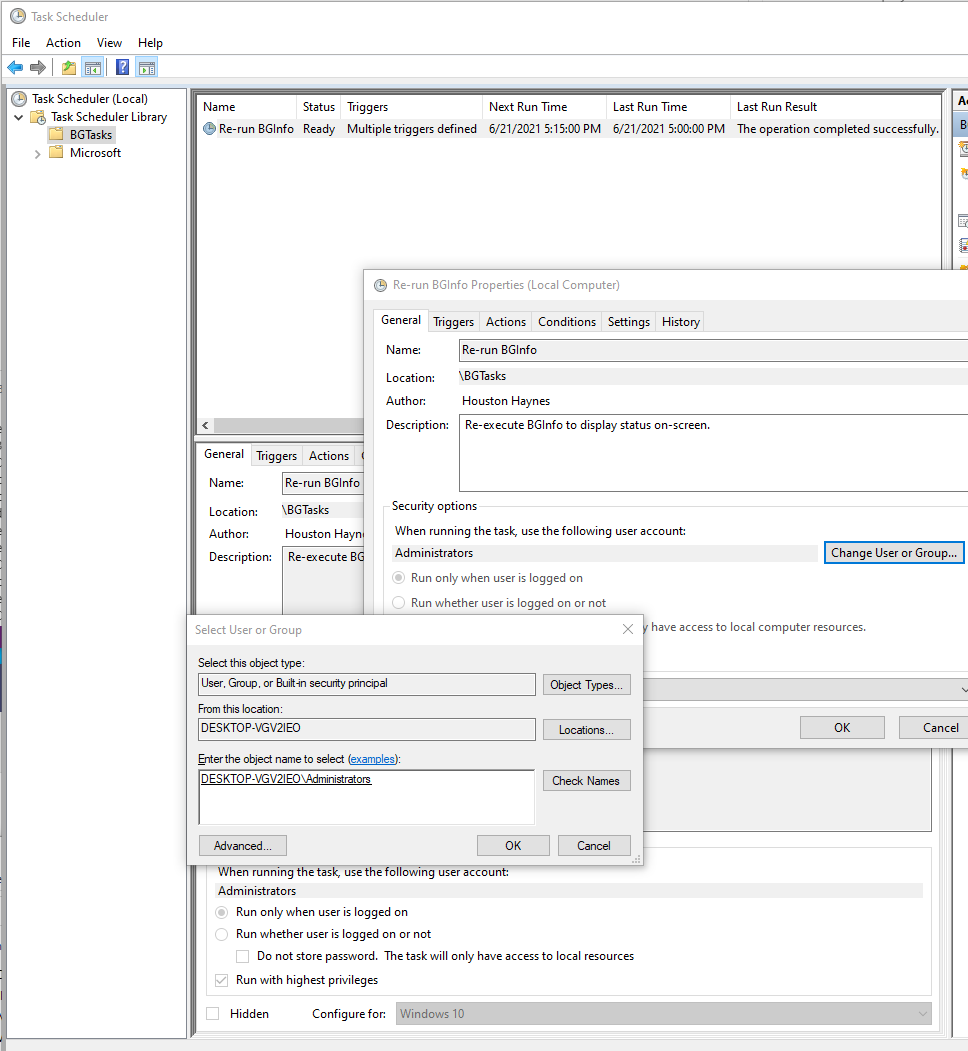 Task Scheduler
File Action View Help
Task Scheduler (Local)
Task Scheduler Library
BGTasks
Microsoft
Name Status Triggers Next Run Time Last Run Time Last Run Result
Re-run BGInfo Ready Multiple triggers defined 6/21/2021 5:15:00 PM 6/21/2021 5:00:00 PM The operation completed successfully.
General Triggers Actions
Name: Re-run BGInfo
Location: \BGTasks
Author: Houston Hayn
Description: Re-execute BG
Re-run BGInfo Properties (Local Computer)
General Triggers Actions Conditions Settings History
Name: Re-run BGInfo
Location: \BGTasks
Author: Houston Haynes
Description: Re-execute BGInfo to display status on-screen.
Security options
When running the task, use the following user account:
Administrators Change User or Group...
Run only when user is logged on
Run whether user is logged on or not
have access to local computer resources.
OK Cancel
Select User or Group
Select this object type:
User, Group, or Built-in security principal Object Types...
From this location:
DESKTOP-VGV2IEO Locations...
Enter the object name to select (examples):
DESKTOP-VGV2IEO\Administrators Check Names
Advanced... OK Cancel
When running the task, use the following user account:
Administrators
Run only when user is logged on
Run whether user is logged on or not
Do not store password. The task will only have access to local resources
Run with highest privileges
Hidden Configure for: Windows 10